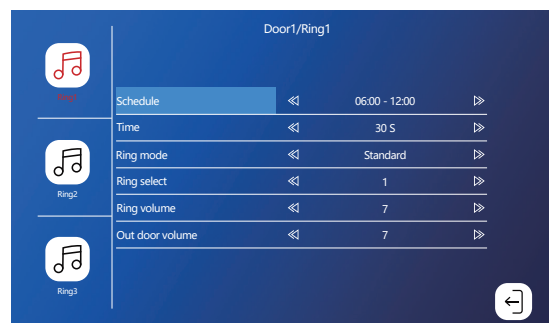 Door1/Ring1
Ring1
Schedule 06:00 - 12:00
Time 30 S
Ring mode Standard
Ring2
Ring select 1
Ring volume 7
Out door volume 7
Ring3